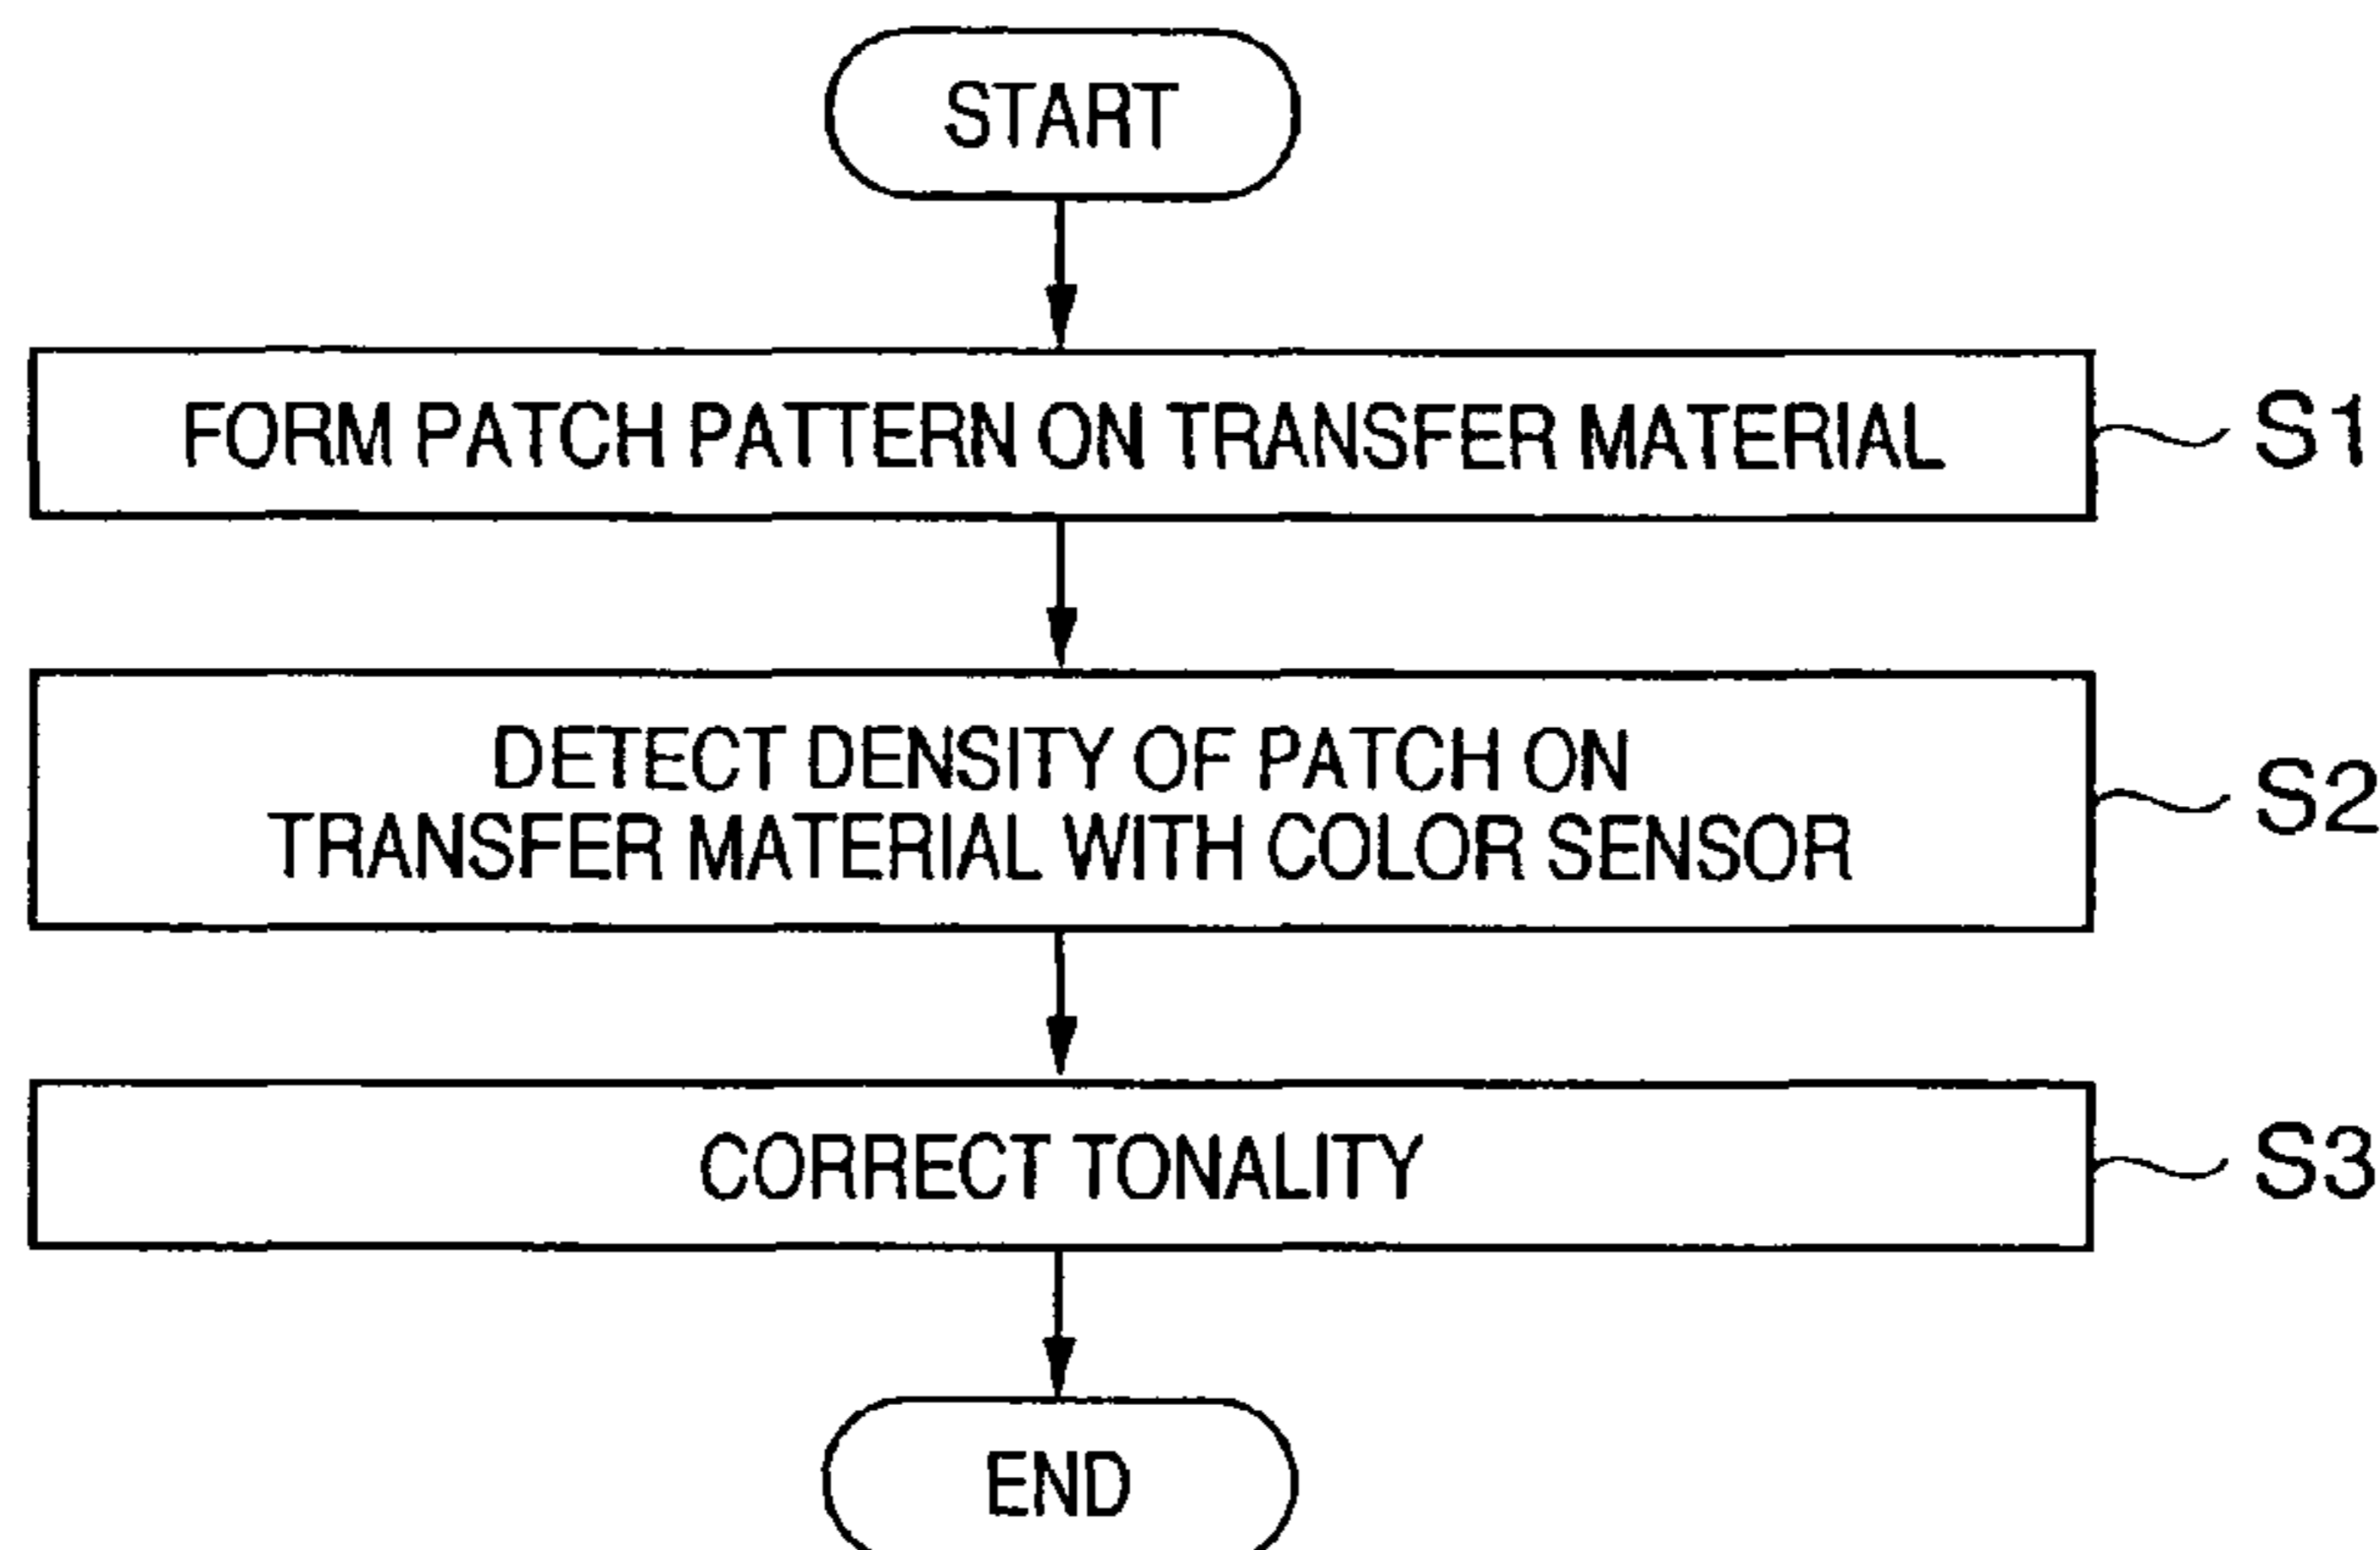 START
FORM PATCH PATTERN ON TRANSFER MATERIAL
S1
DETECT DENSITY OF PATCH ON
TRANSFER MATERIAL WITH COLOR SENSOR
S2
CORRECT TONALITY
S3
END